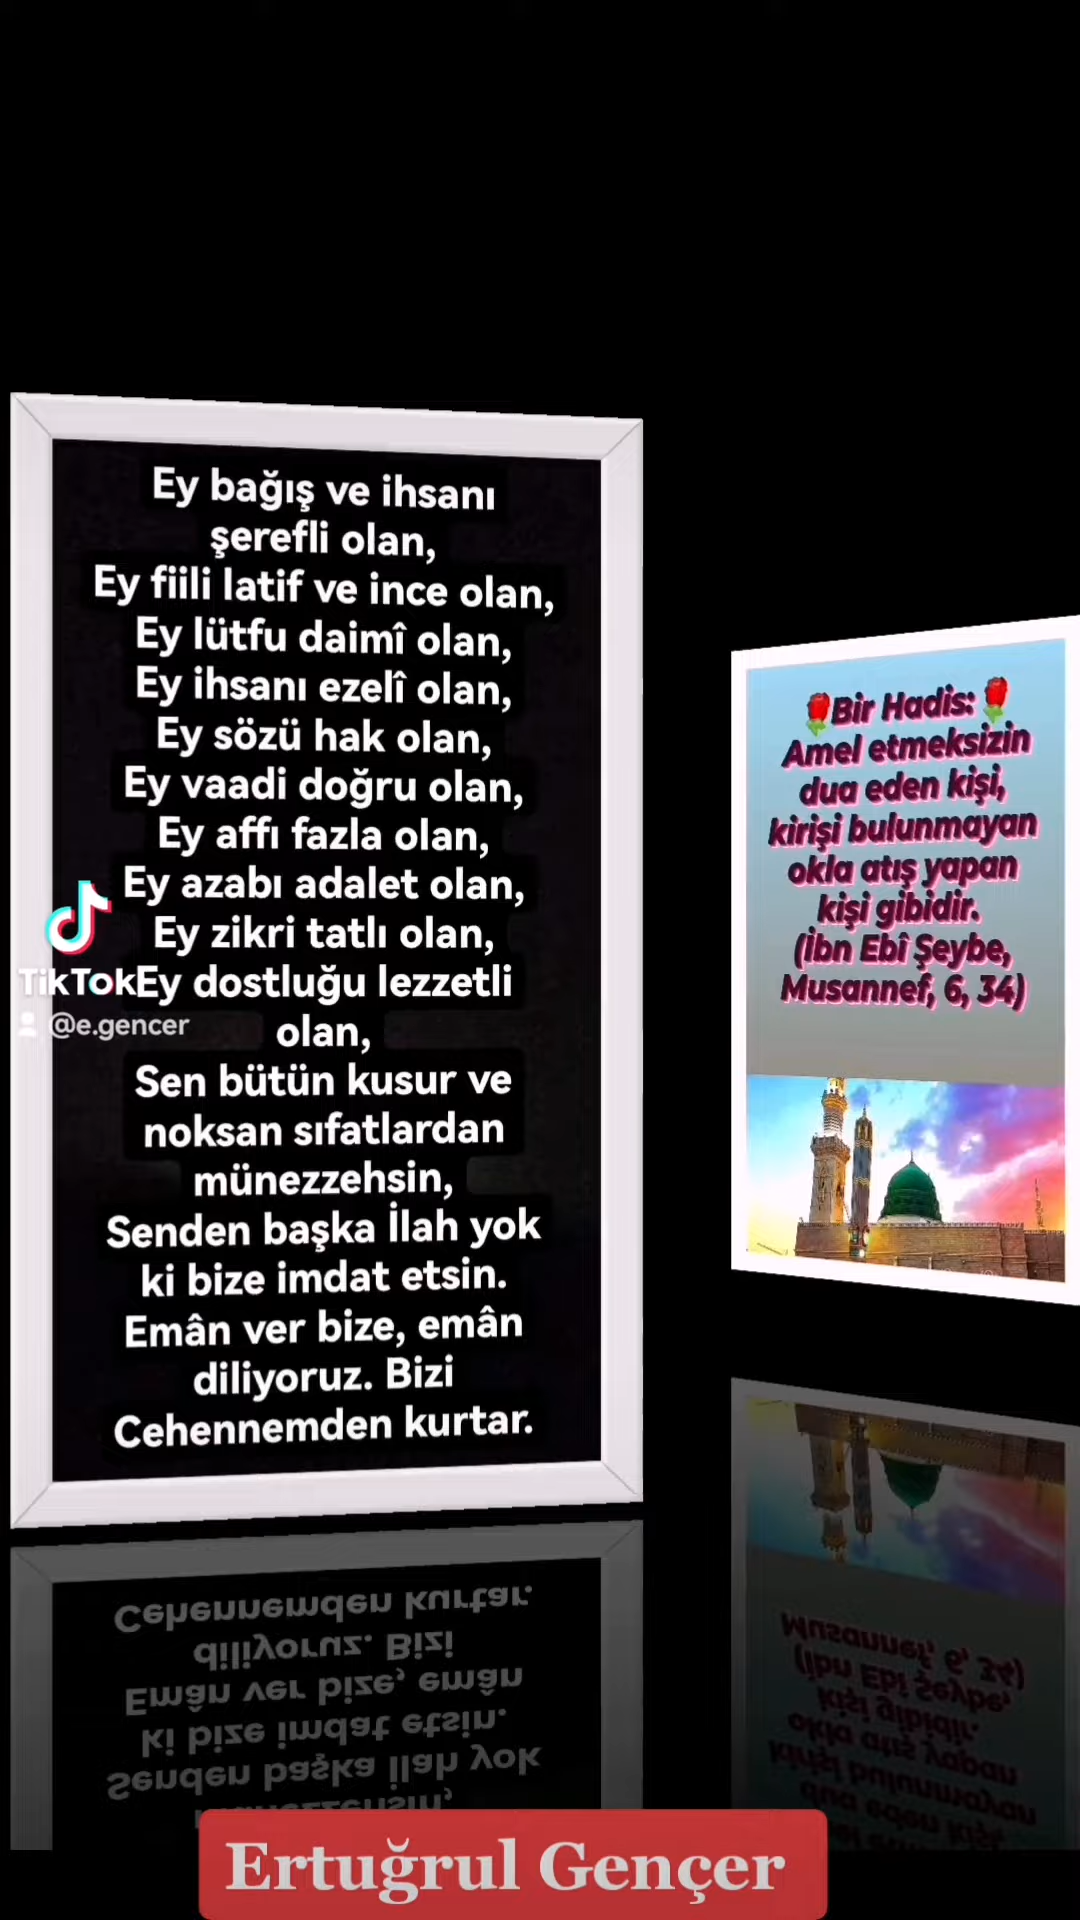 Ey bağış ve ihsanı
şerefli olan,
Ey fiili latif ve ince olan,
Ey lütfu daimî olan,
Ey ihsanı ezelî olan,
Ey sözü hak olan,
Ey vaadi doğru olan,
Ey affı fazla olan,
Ey azabı adalet olan,
Ey zikri tatlı olan,
Ey dostluğu lezzetli
olan,
Sen bütün kusur ve
noksan sıfatlardan
münezzehsin,
Senden başka İlah yok
ki bize imdat etsin.
Emân ver bize, emân
diliyoruz. Bizi
Cehennemden kurtar.
TikTok
@e.gencer
🌹Bir Hadis:🌹
Amel etmeksizin
dua eden kişi,
kirişi bulunmayan
okla atış yapan
kişi gibidir.
(İbn Ebî Şeybe,
Musannef, 6, 34)
Ertuğrul Gençer